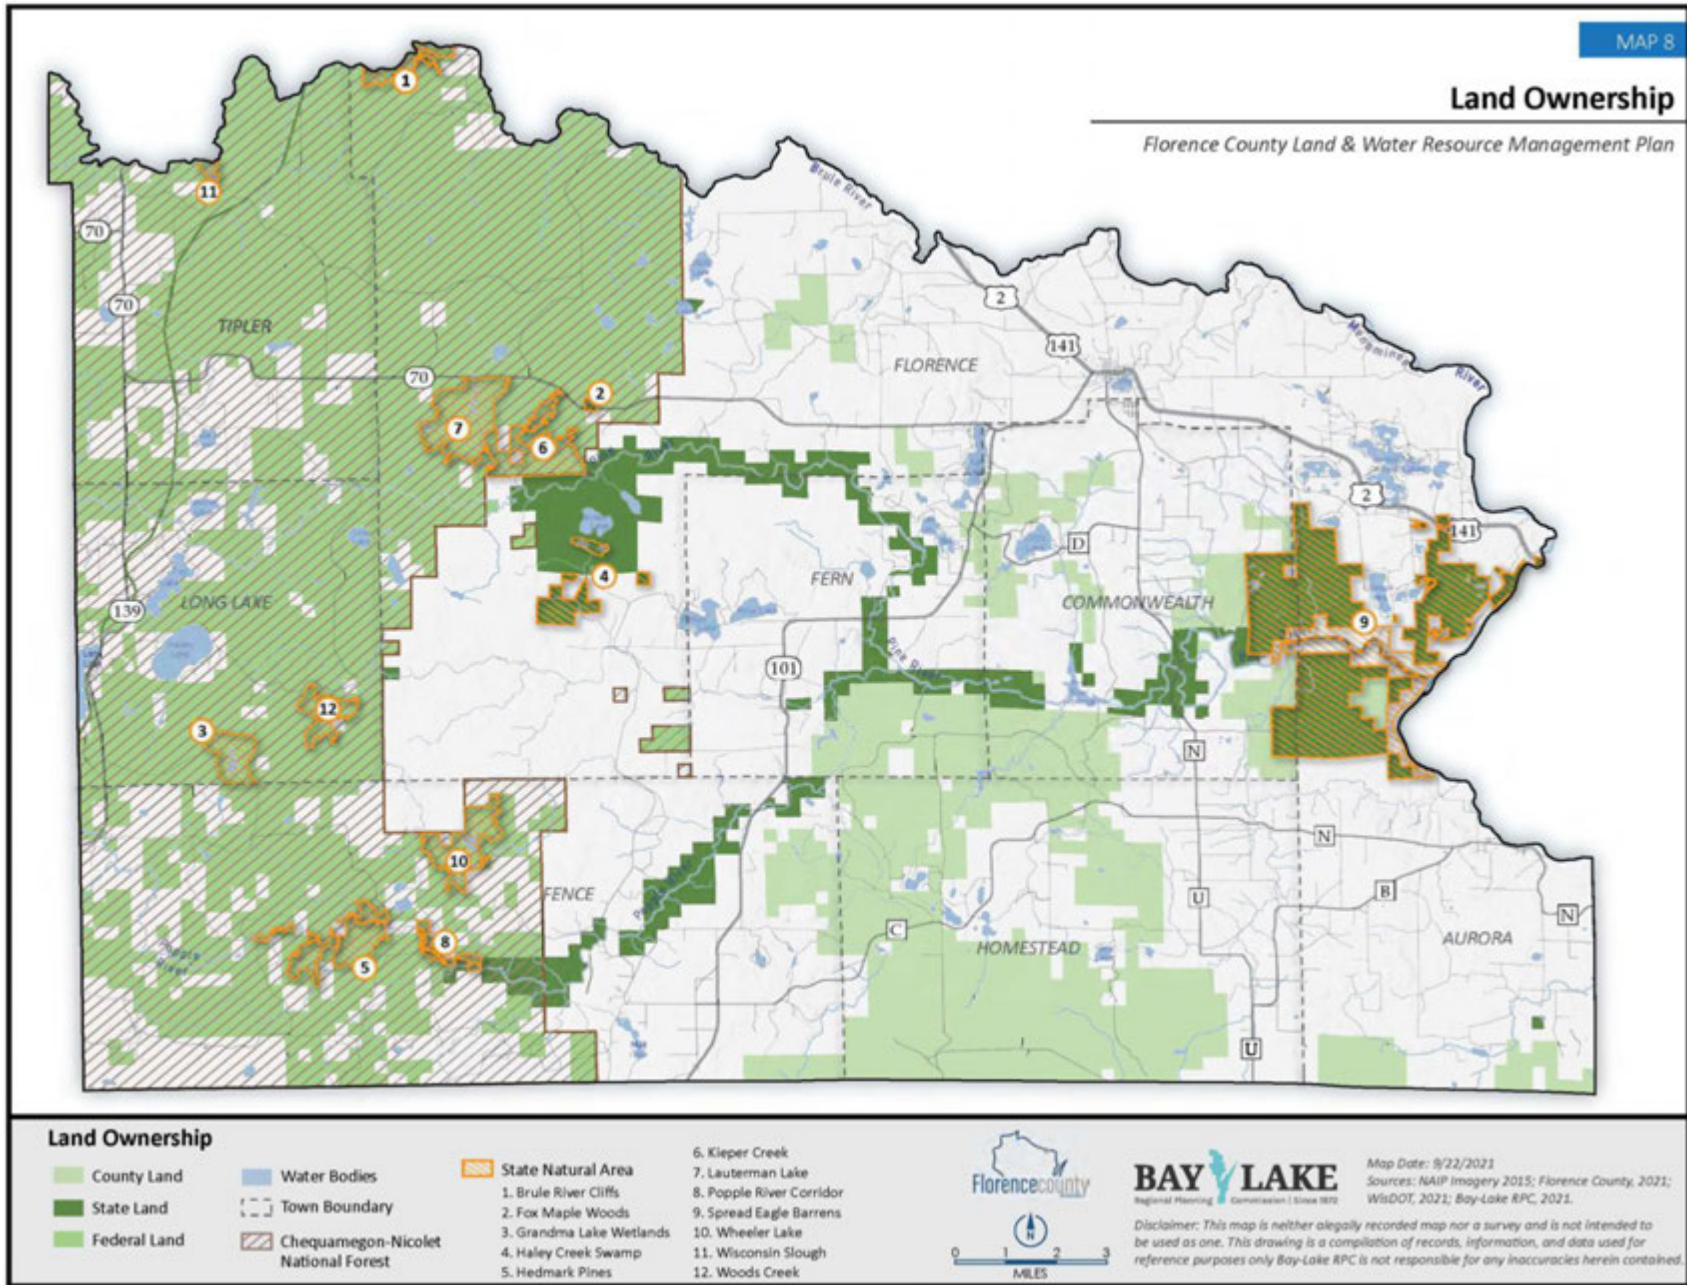 MAP 8
Land Ownership
Florence County Land & Water Resource Management Plan
1
11
70
Brule River
70
2
TIPLER
141
Menominee
River
FLORENCE
70
2
7
6
2
141
D
4
FERN
139
LONG LAKE
COMMONWEALTH
9
101
Pine River
12
3
N
N
10
FENCE
U
B
N
C
8
HOMESTEAD
AURORA
5
Popple
River
U
Land Ownership
County Land
State Land
Federal Land
Water Bodies
Town Boundary
Chequamegon-Nicolet
National Forest
State Natural Area
1. Brule River Cliffs
2. Fox Maple Woods
3. Grandma Lake Wetlands
4. Haley Creek Swamp
5. Hedmark Pines
6. Kieper Creek
7. Lauterman Lake
8. Popple River Corridor
9. Spread Eagle Barrens
10. Wheeler Lake
11. Wisconsin Slough
12. Woods Creek
Florencecounty
N
0 1 2 3
MILES
BAY LAKE
Regional Planning Commission | Since 1972
Map Date: 9/22/2021
Sources: NAIP Imagery 2015; Florence County, 2021;
WisDOT, 2021; Bay-Lake RPC, 2021.
Disclaimer: This map is neither alegally recorded map nor a survey and is not intended to
be used as one. This drawing is a compilation of records, information, and data used for
reference purposes only Bay-Lake RPC is not responsible for any inaccuracies herein contained.